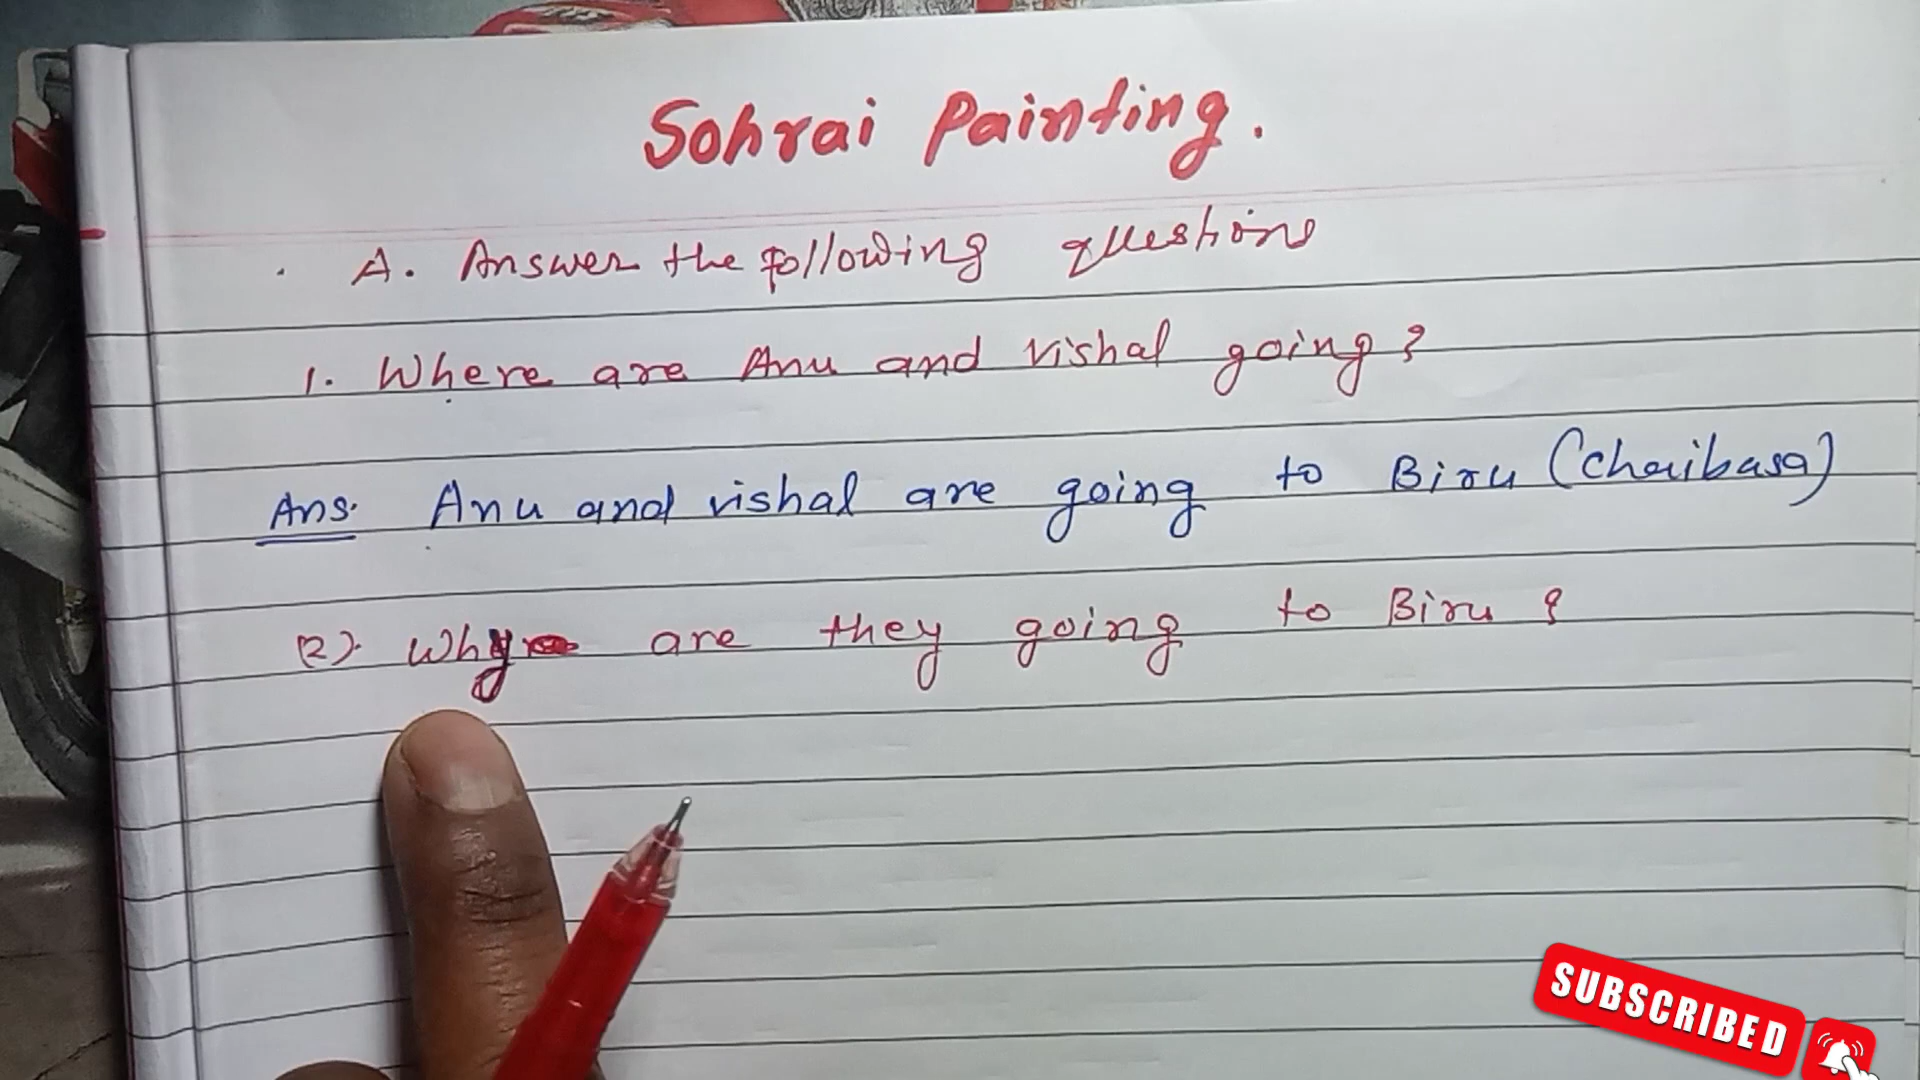 Sohrai Painting.
A. Answer the following questions
1. Where are Anu and vishal going?
Ans. Anu and vishal are going to Biru (chaibasa)
(2). Why are they going to Biru ?
SUBSCRIBED